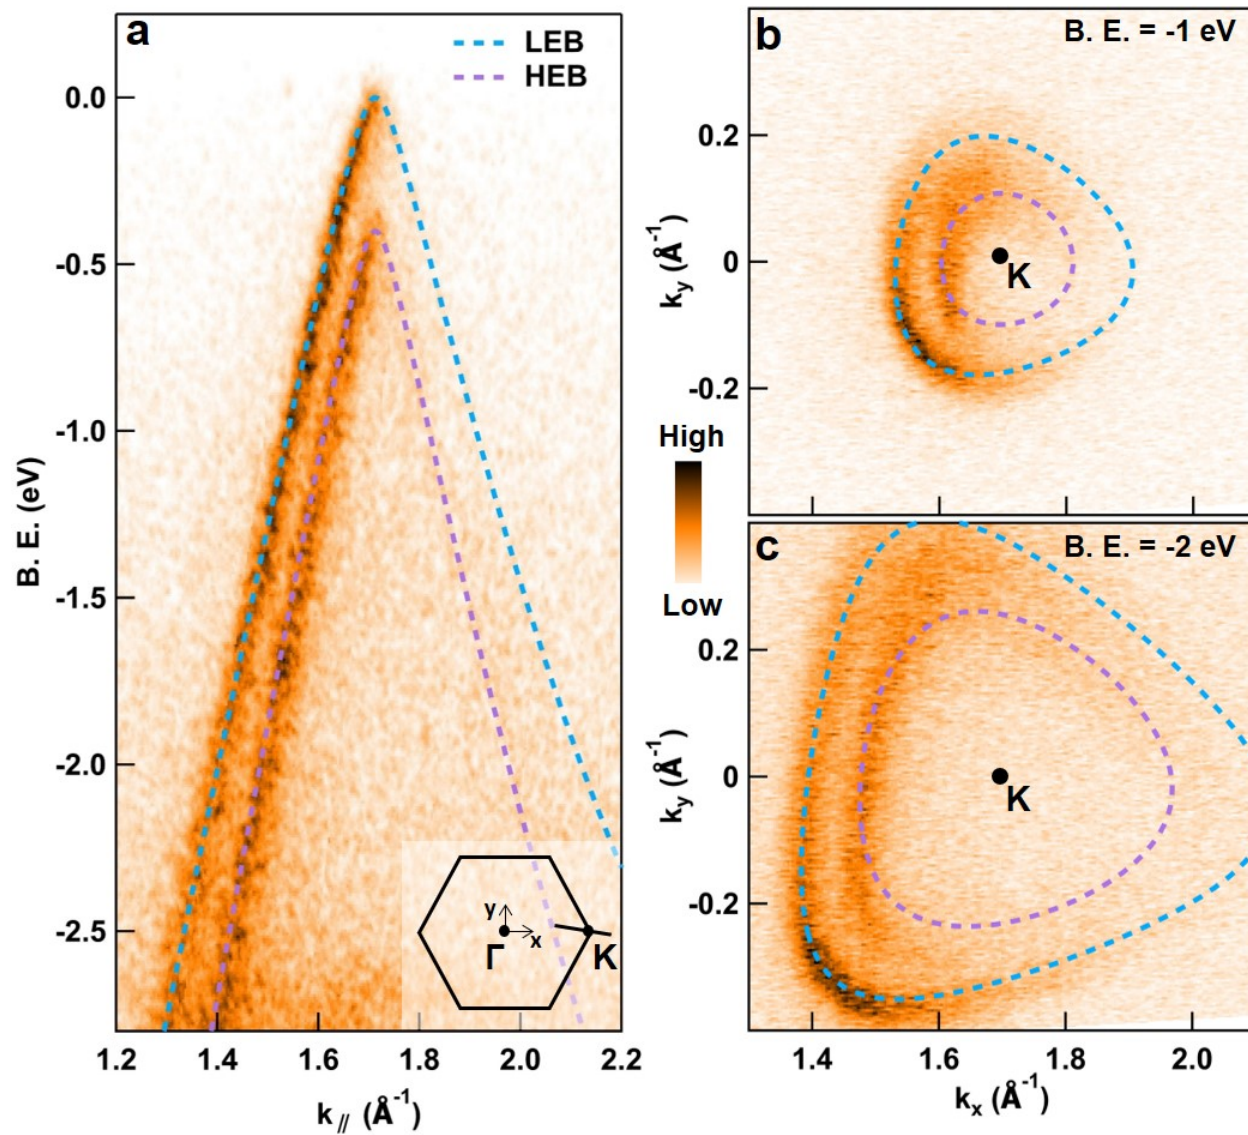 a
LEB
HEB
0.0
-0.5
-1.0
-1.5
-2.0
-2.5
B. E. (eV)
y
x
Γ
K
1.2
1.4
1.6
1.8
2.0
2.2
k// (Å-1)
b
B. E. = -1 eV
0.2
0
-0.2
ky (Å-1)
K
High
Low
c
B. E. = -2 eV
0.2
0
-0.2
ky (Å-1)
K
1.4
1.6
1.8
2.0
kx (Å-1)